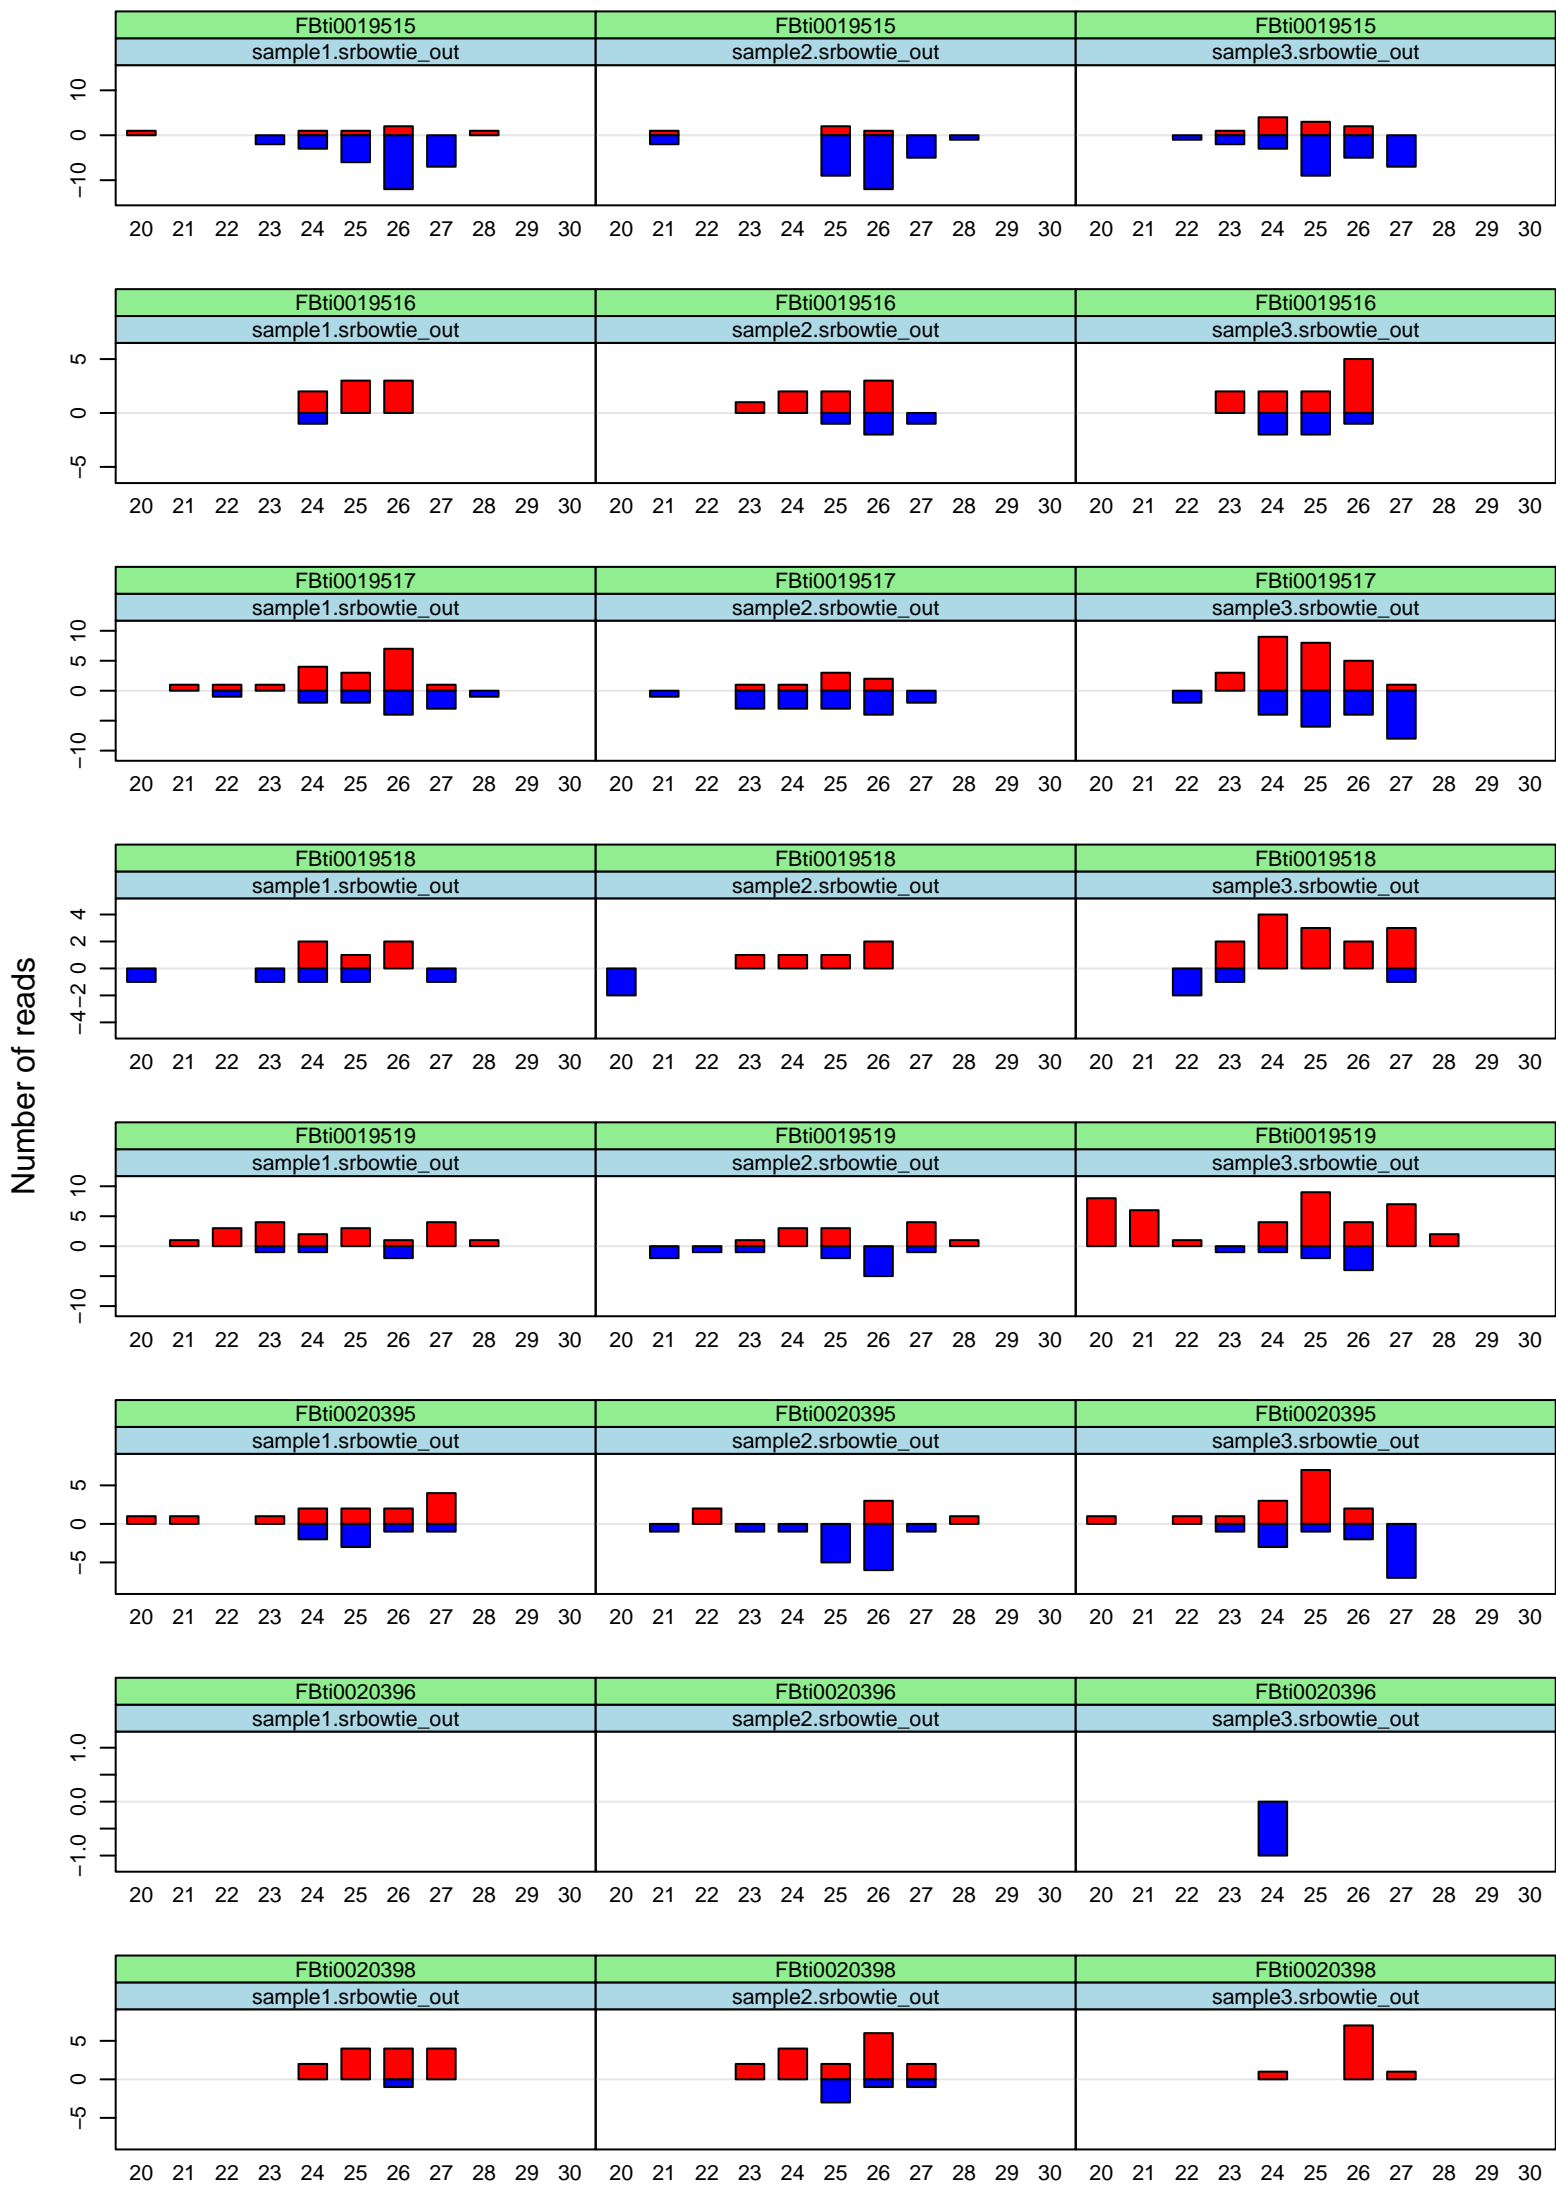 Number of reads
FBti0019515 FBti0019515 FBti0019515
sample1.srbowtie_out sample2.srbowtie_out sample3.srbowtie_out
10
0
−10
20 21 22 23 24 25 26 27 28 29 30 20 21 22 23 24 25 26 27 28 29 30 20 21 22 23 24 25 26 27 28 29 30
FBti0019516 FBti0019516 FBti0019516
sample1.srbowtie_out sample2.srbowtie_out sample3.srbowtie_out
5
0
−5
20 21 22 23 24 25 26 27 28 29 30 20 21 22 23 24 25 26 27 28 29 30 20 21 22 23 24 25 26 27 28 29 30
FBti0019517 FBti0019517 FBti0019517
sample1.srbowtie_out sample2.srbowtie_out sample3.srbowtie_out
10
5
0
−10
20 21 22 23 24 25 26 27 28 29 30 20 21 22 23 24 25 26 27 28 29 30 20 21 22 23 24 25 26 27 28 29 30
FBti0019518 FBti0019518 FBti0019518
sample1.srbowtie_out sample2.srbowtie_out sample3.srbowtie_out
4
2
0
−2
−4
20 21 22 23 24 25 26 27 28 29 30 20 21 22 23 24 25 26 27 28 29 30 20 21 22 23 24 25 26 27 28 29 30
FBti0019519 FBti0019519 FBti0019519
sample1.srbowtie_out sample2.srbowtie_out sample3.srbowtie_out
10
5
0
−10
20 21 22 23 24 25 26 27 28 29 30 20 21 22 23 24 25 26 27 28 29 30 20 21 22 23 24 25 26 27 28 29 30
FBti0020395 FBti0020395 FBti0020395
sample1.srbowtie_out sample2.srbowtie_out sample3.srbowtie_out
5
0
−5
20 21 22 23 24 25 26 27 28 29 30 20 21 22 23 24 25 26 27 28 29 30 20 21 22 23 24 25 26 27 28 29 30
FBti0020396 FBti0020396 FBti0020396
sample1.srbowtie_out sample2.srbowtie_out sample3.srbowtie_out
1.0
0.0
−1.0
20 21 22 23 24 25 26 27 28 29 30 20 21 22 23 24 25 26 27 28 29 30 20 21 22 23 24 25 26 27 28 29 30
FBti0020398 FBti0020398 FBti0020398
sample1.srbowtie_out sample2.srbowtie_out sample3.srbowtie_out
5
0
−5
20 21 22 23 24 25 26 27 28 29 30 20 21 22 23 24 25 26 27 28 29 30 20 21 22 23 24 25 26 27 28 29 30